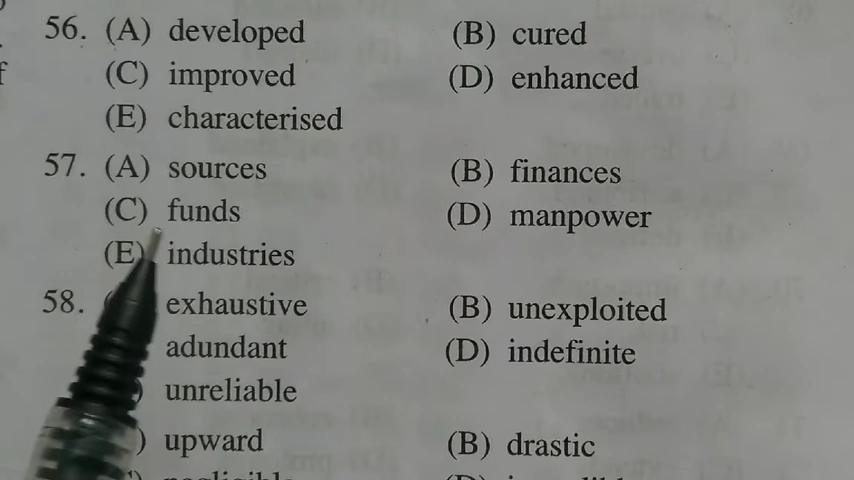 56. (A) developed (B) cured
(C) improved (D) enhanced
(E) characterised
57. (A) sources (B) finances
(C) funds (D) manpower
(E) industries
58. exhaustive (B) unexploited
adundant (D) indefinite
) unreliable
) upward (B) drastic